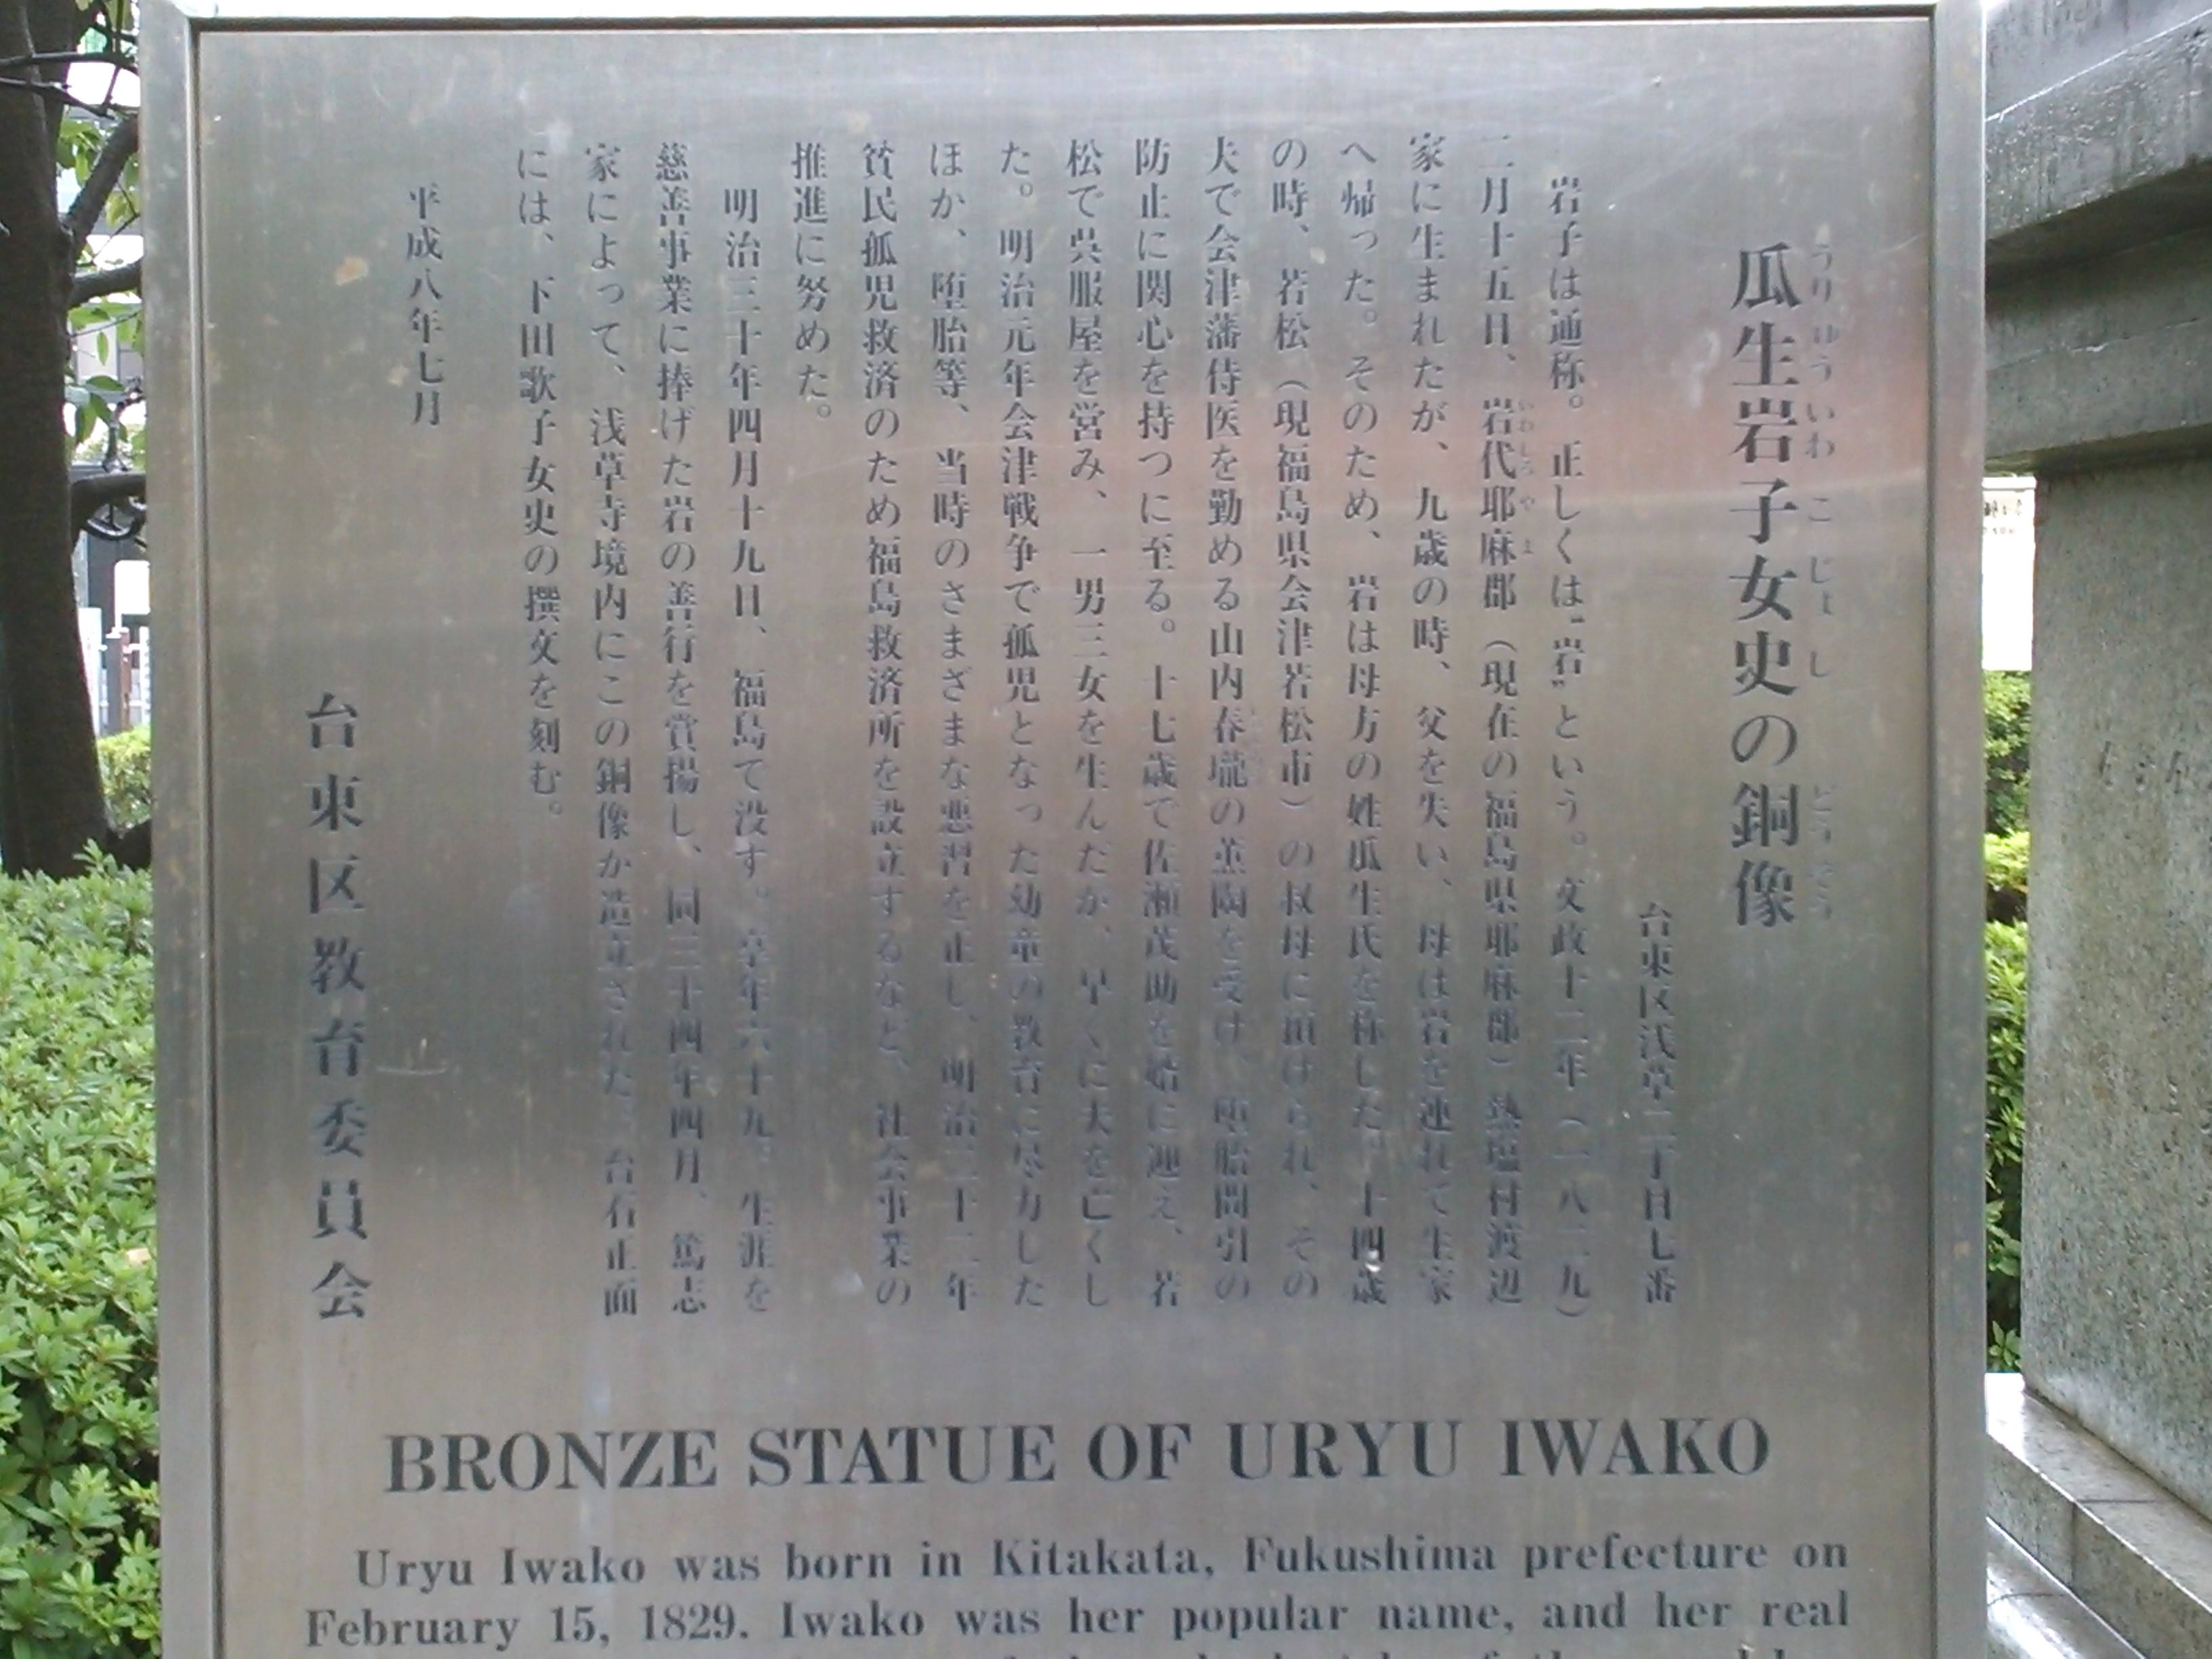 瓜生岩子女史の銅像
うりゅういわこじょし どうぞう
台東区浅草二丁目七番
岩子は通称。正しくは“岩”という。文政十二年(一八二九)
二月十五日、岩代耶麻郡(現在の福島県耶麻郡)熱塩村渡辺
いわしろやま
家に生まれたが、九歳の時、父を失い、母は岩を連れて生家
へ帰った。そのため、岩は母方の姓瓜生氏を称した。十四歳
の時、若松(現福島県会津若松市)の叔母に預けられ、その
夫で会津藩侍医を勤める山内春瓏の薫陶を受け、堕胎間引の
防止に関心を持つに至る。十七歳で佐瀬茂助を婿に迎え、若
松で呉服屋を営み、一男三女を生んだが、早くに夫を亡くし
た。明治元年会津戦争で孤児となった幼童の教育に尽力した
ほか、堕胎等、当時のさまざまな悪習を正し、明治二十二年
貧民孤児救済のため福島救済所を設立するなど、社会事業の
推進に努めた。
明治三十年四月十九日、福島で没す。享年六十九。生涯を
慈善事業に捧げた岩の善行を賞揚し、同三十四年四月、篤志
家によって、浅草寺境内にこの銅像が造立された。台石正面
には、下田歌子女史の撰文を刻む。
平成八年七月
台東区教育委員会
BRONZE STATUE OF URYU IWAKO
Uryu Iwako was born in Kitakata, Fukushima prefecture on
February 15, 1829. Iwako was her popular name, and her real